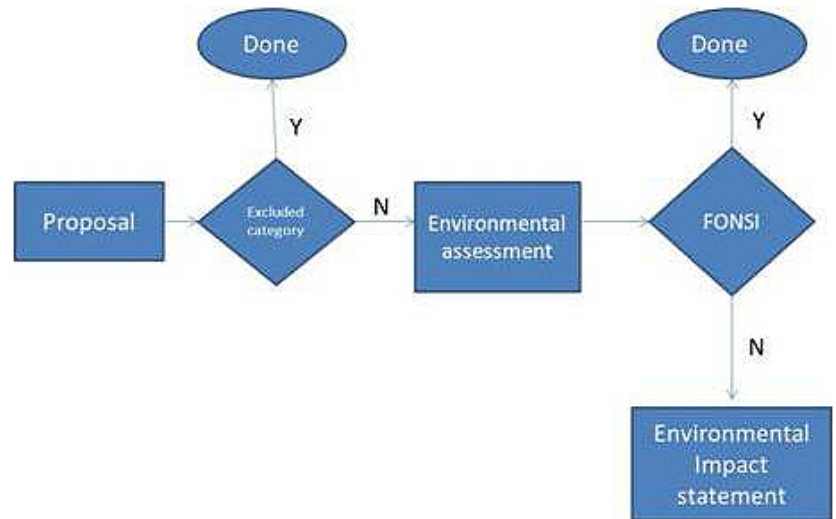 Done
Done
Y
Y
Proposal
Excluded
category
N
Environmental
assessment
FONSI
N
Environmental
Impact
statement